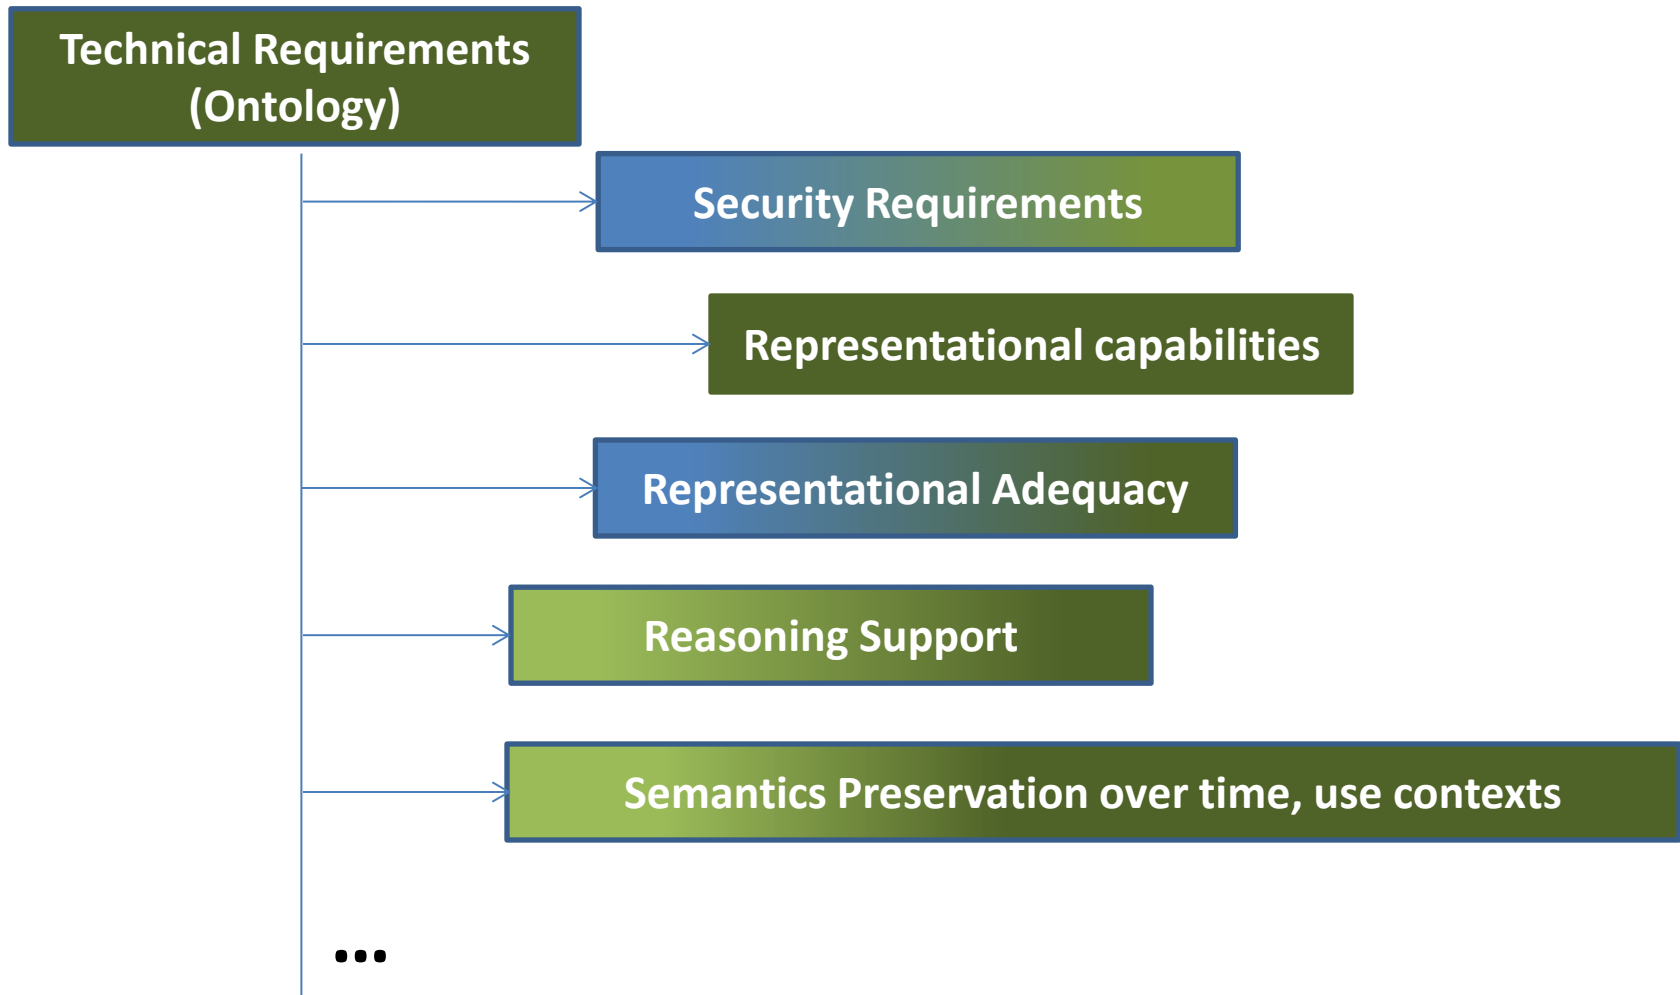 Technical Requirements
(Ontology)
Security Requirements
Representational capabilities
Representational Adequacy
Reasoning Support
Semantics Preservation over time, use contexts
...